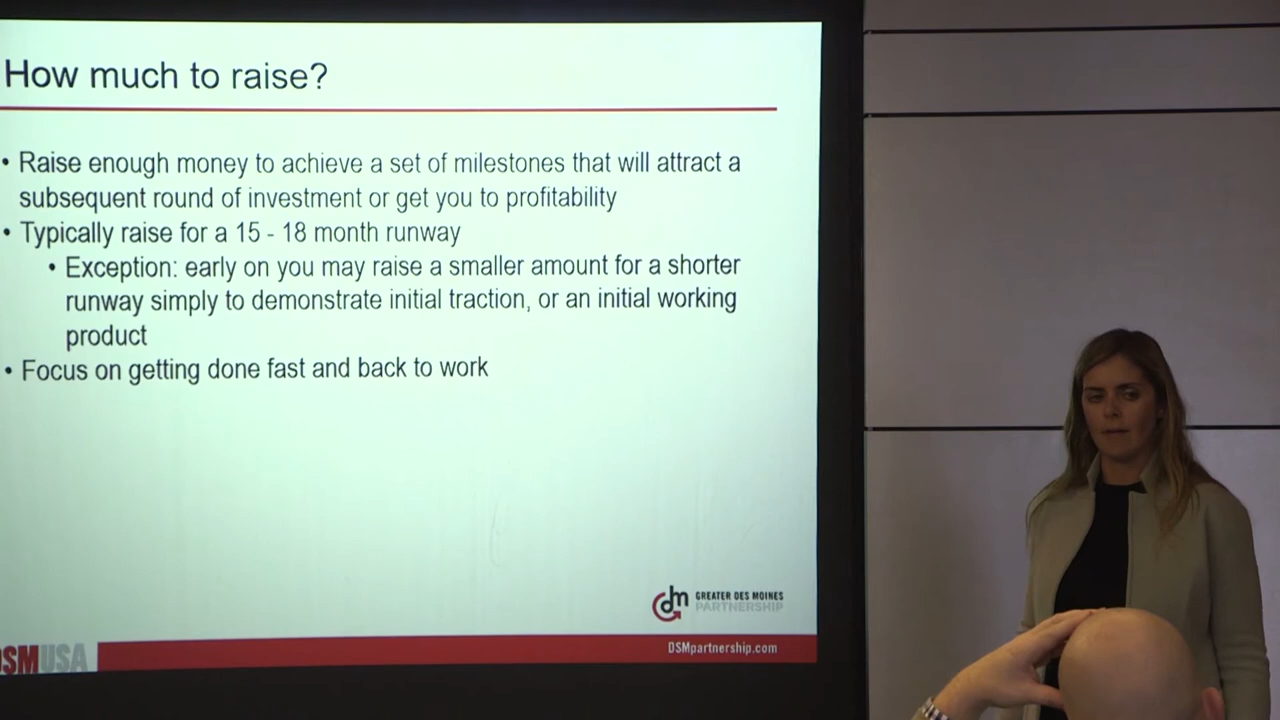 How much to raise?
• Raise enough money to achieve a set of milestones that will attract a
subsequent round of investment or get you to profitability
• Typically raise for a 15 - 18 month runway
• Exception: early on you may raise a smaller amount for a shorter
runway simply to demonstrate initial traction, or an initial working
product
• Focus on getting done fast and back to work
dm GREATER DES MOINES
PARTNERSHIP
SMUSA
DSMpartnership.com